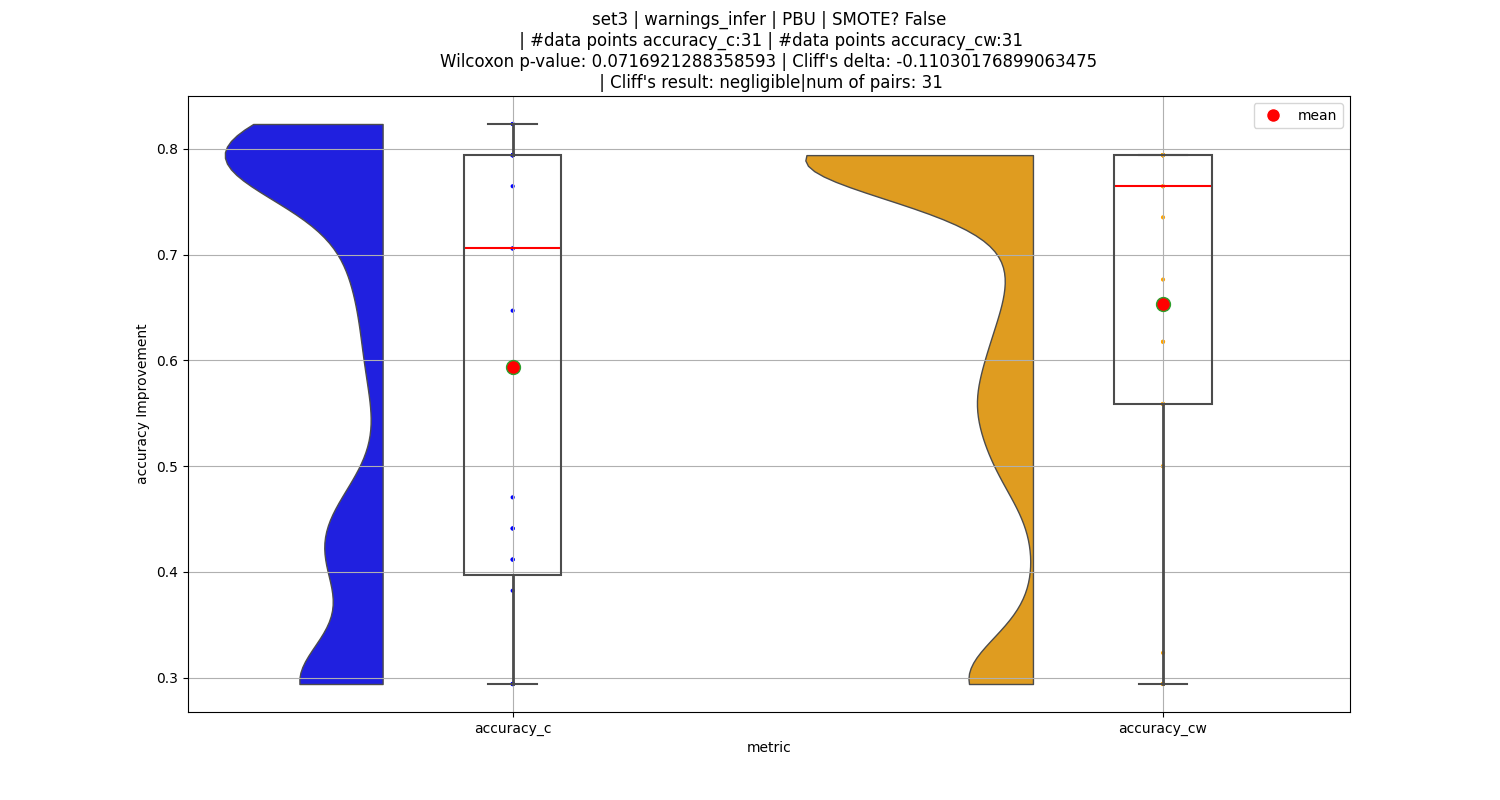 set3 | warnings_infer | PBU | SMOTE? False
| #data points accuracy_c:31 | #data points accuracy_cw:31
Wilcoxon p-value: 0.0716921288358593 | Cliff's delta: -0.11030176899063475
| Cliff's result: negligible|num of pairs: 31
mean
0.8
0.7
0.6
0.5
0.4
0.3
accuracy Improvement
accuracy_c
accuracy_cw
metric